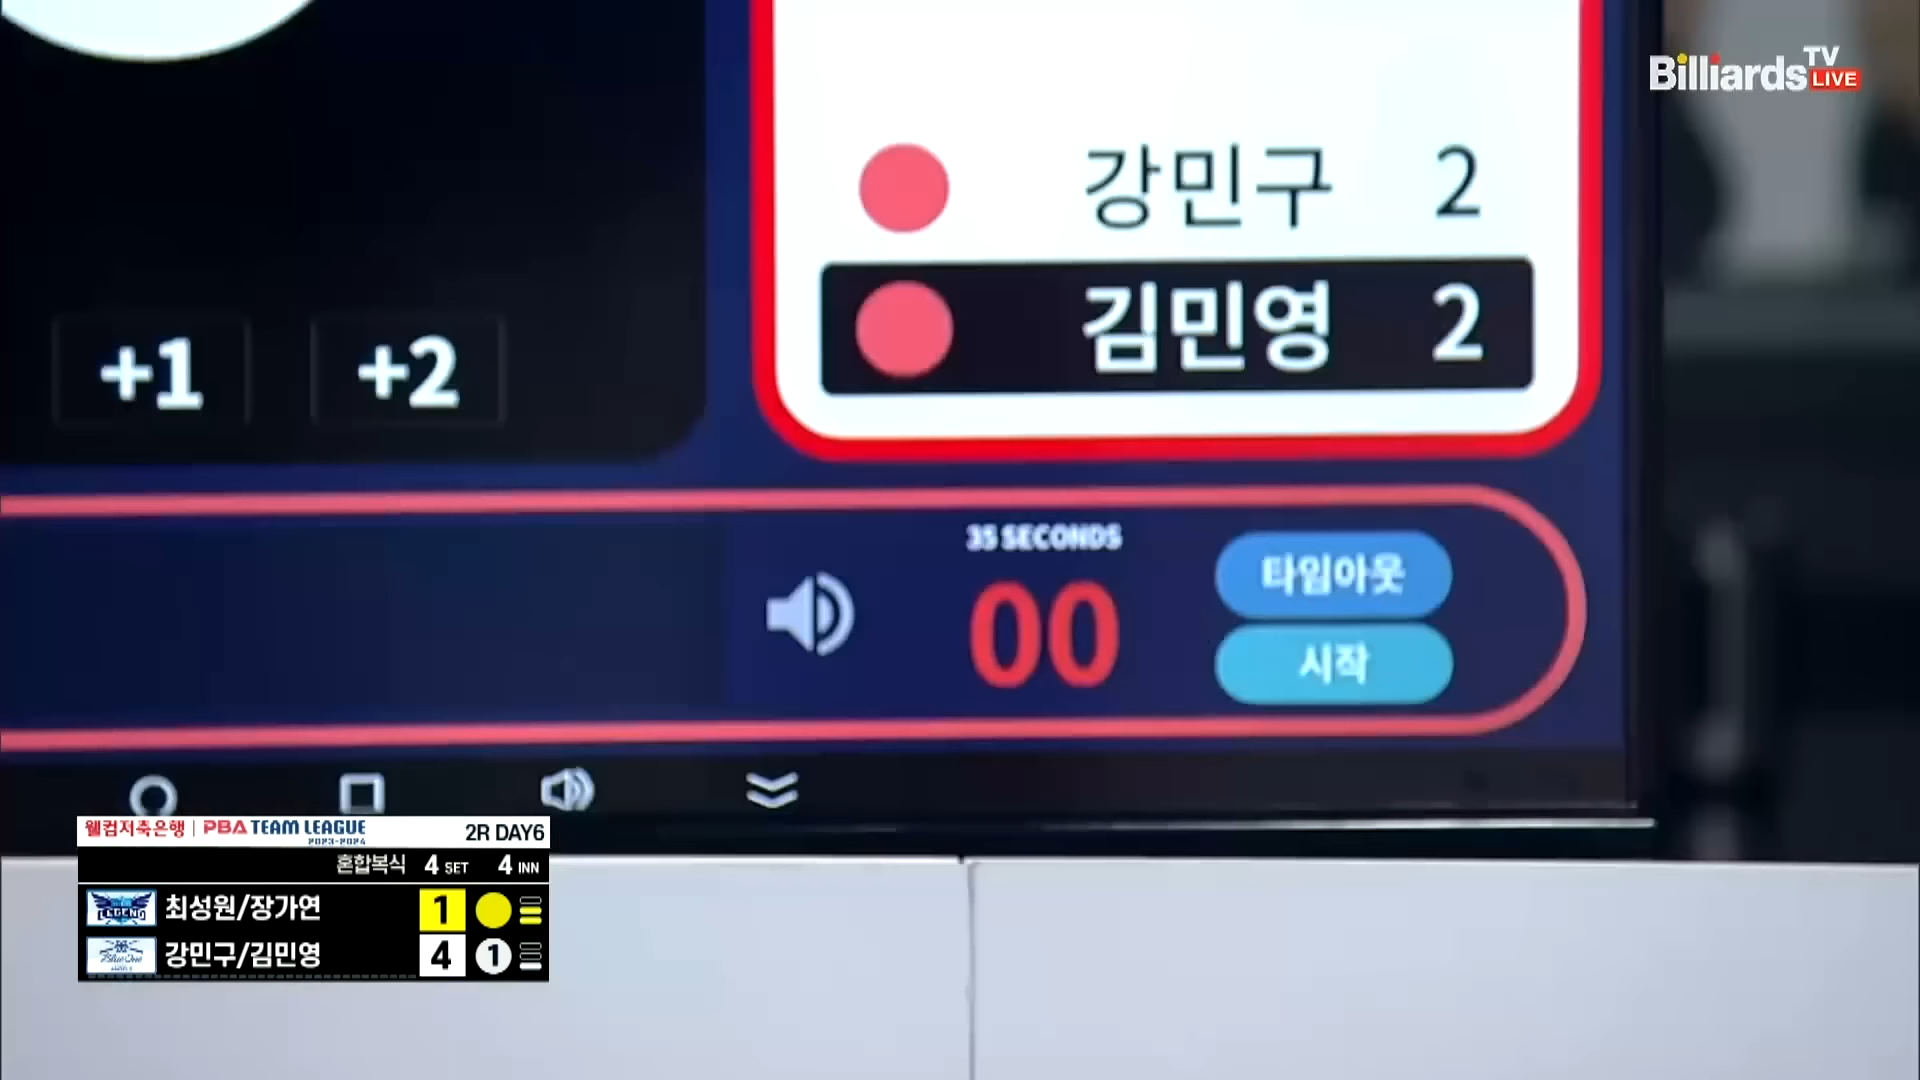 Billiards TV LIVE
강민구 2
김민영 2
+1 +2
35 SECONDS
00
타임아웃
시작
웰컴저축은행 PBA TEAM LEAGUE 2023-2024 2R DAY6
혼합복식 4 SET 4 INN
LEGEND 최성원/장가연 1
Blue One 강민구/김민영 4 1